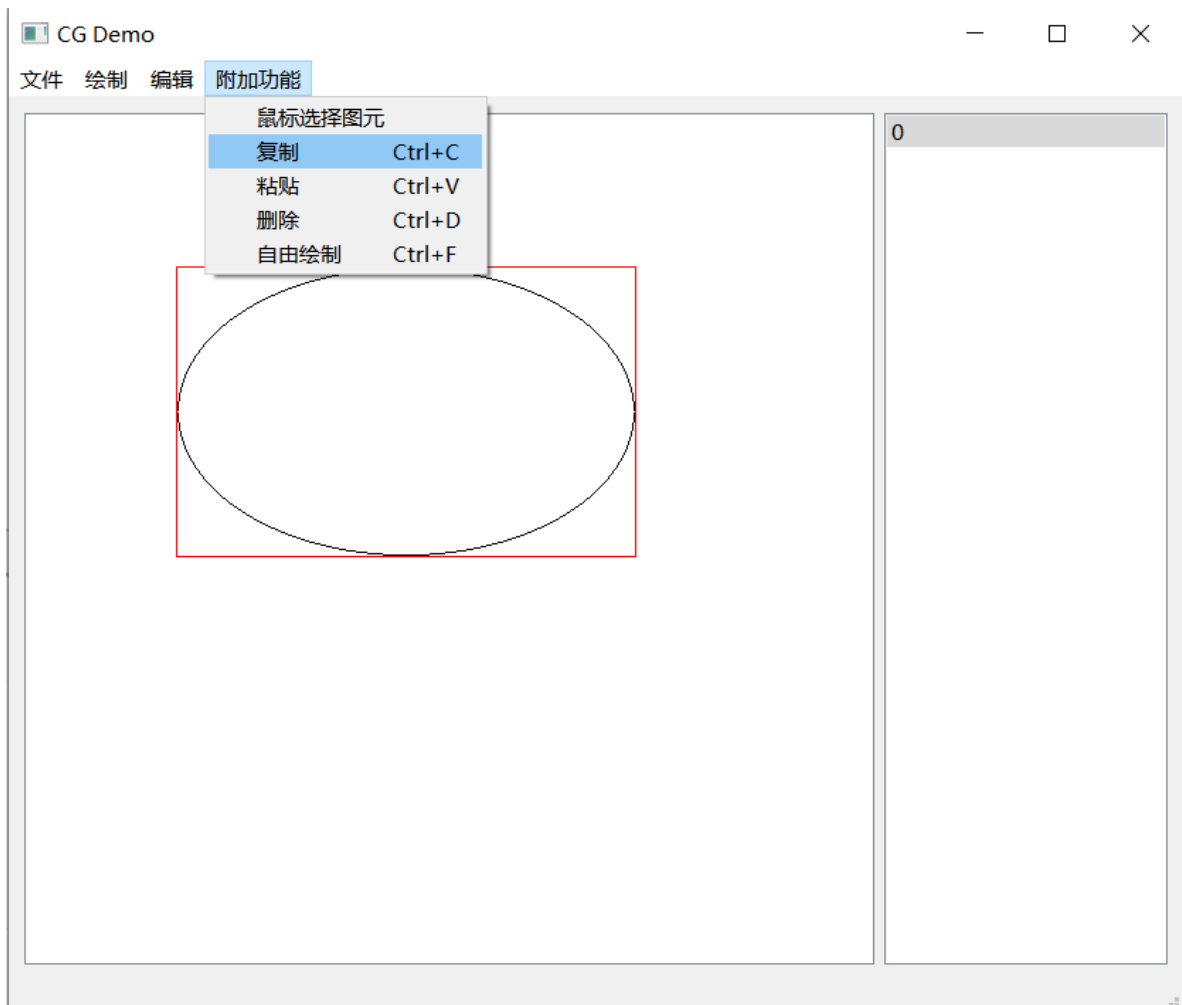 CG Demo
文件 绘制 编辑 附加功能
鼠标选择图元
复制 Ctrl+C
粘贴 Ctrl+V
删除 Ctrl+D
自由绘制 Ctrl+F
0